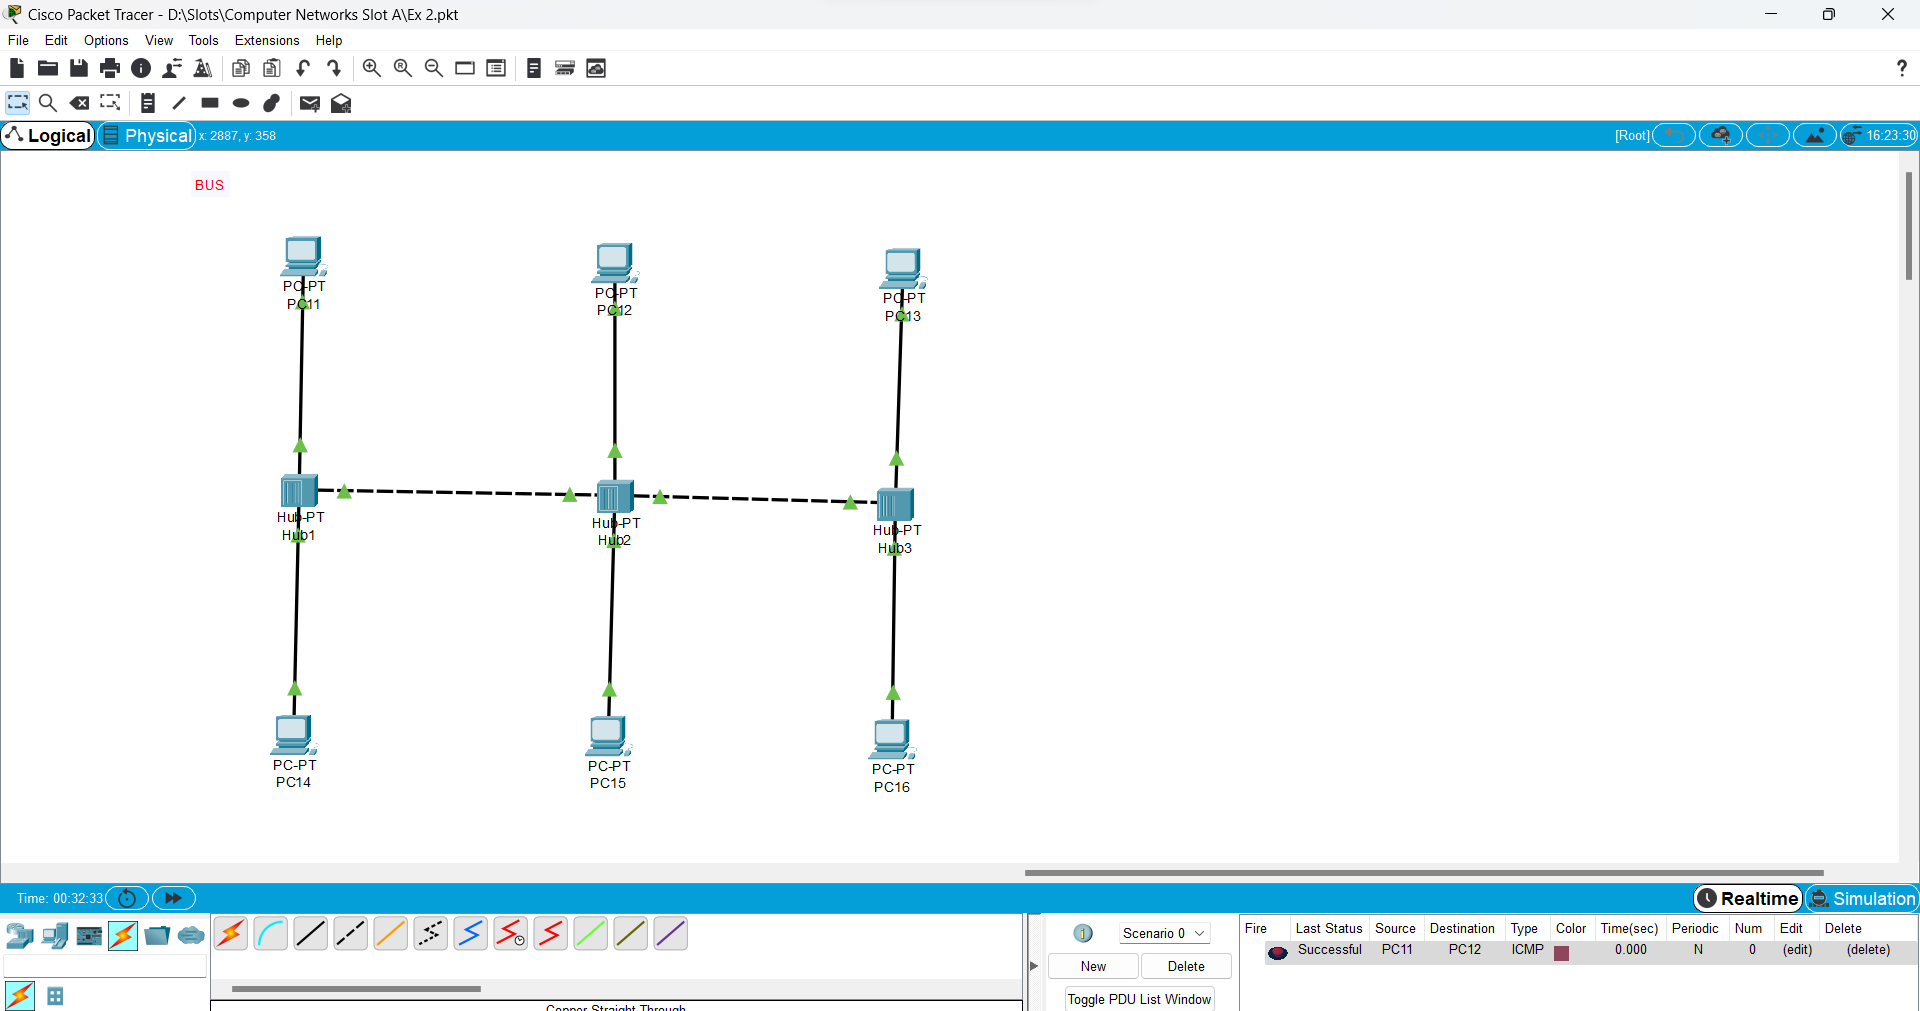 Cisco Packet Tracer - D:\Slots\Computer Networks Slot A\Ex 2.pkt
File Edit Options View Tools Extensions Help
?
Logical Physical x: 2887, y: 358 [Root] 16:23:30
BUS
PC-PT
PC11
PC-PT
PC12
PC-PT
PC13
Hub-PT
Hub1
Hub-PT
Hub2
Hub-PT
Hub3
PC-PT
PC14
PC-PT
PC15
PC-PT
PC16
Time: 00:32:33 Realtime Simulation
Scenario 0
New Delete
Toggle PDU List Window
Fire Last Status Source Destination Type Color Time(sec) Periodic Num Edit Delete
Successful PC11 PC12 ICMP 0.000 N 0 (edit) (delete)
Copper Straight-Through